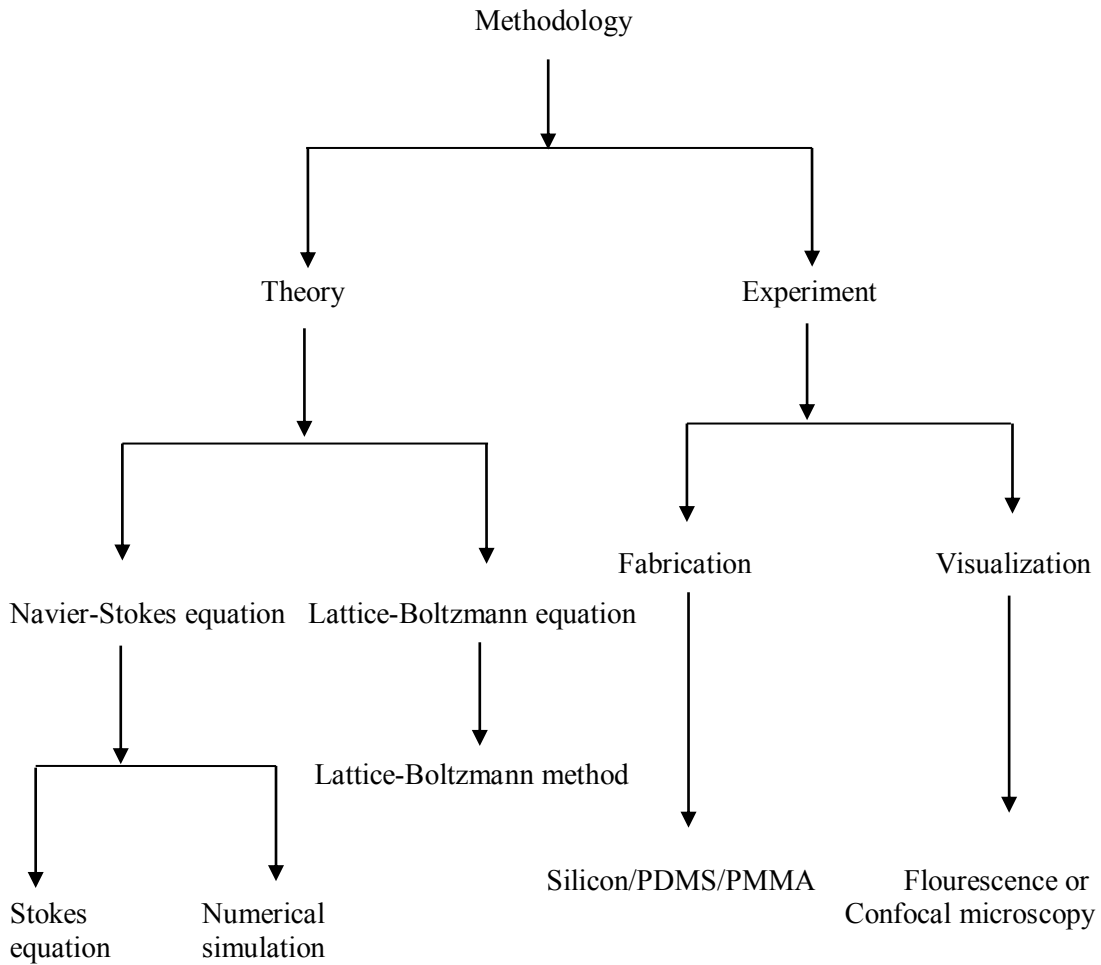 Methodology
Theory
Experiment
Fabrication
Visualization
Navier-Stokes equation
Lattice-Boltzmann equation
Lattice-Boltzmann method
Silicon/PDMS/PMMA
Flourescence or
Confocal microscopy
Stokes
equation
Numerical
simulation